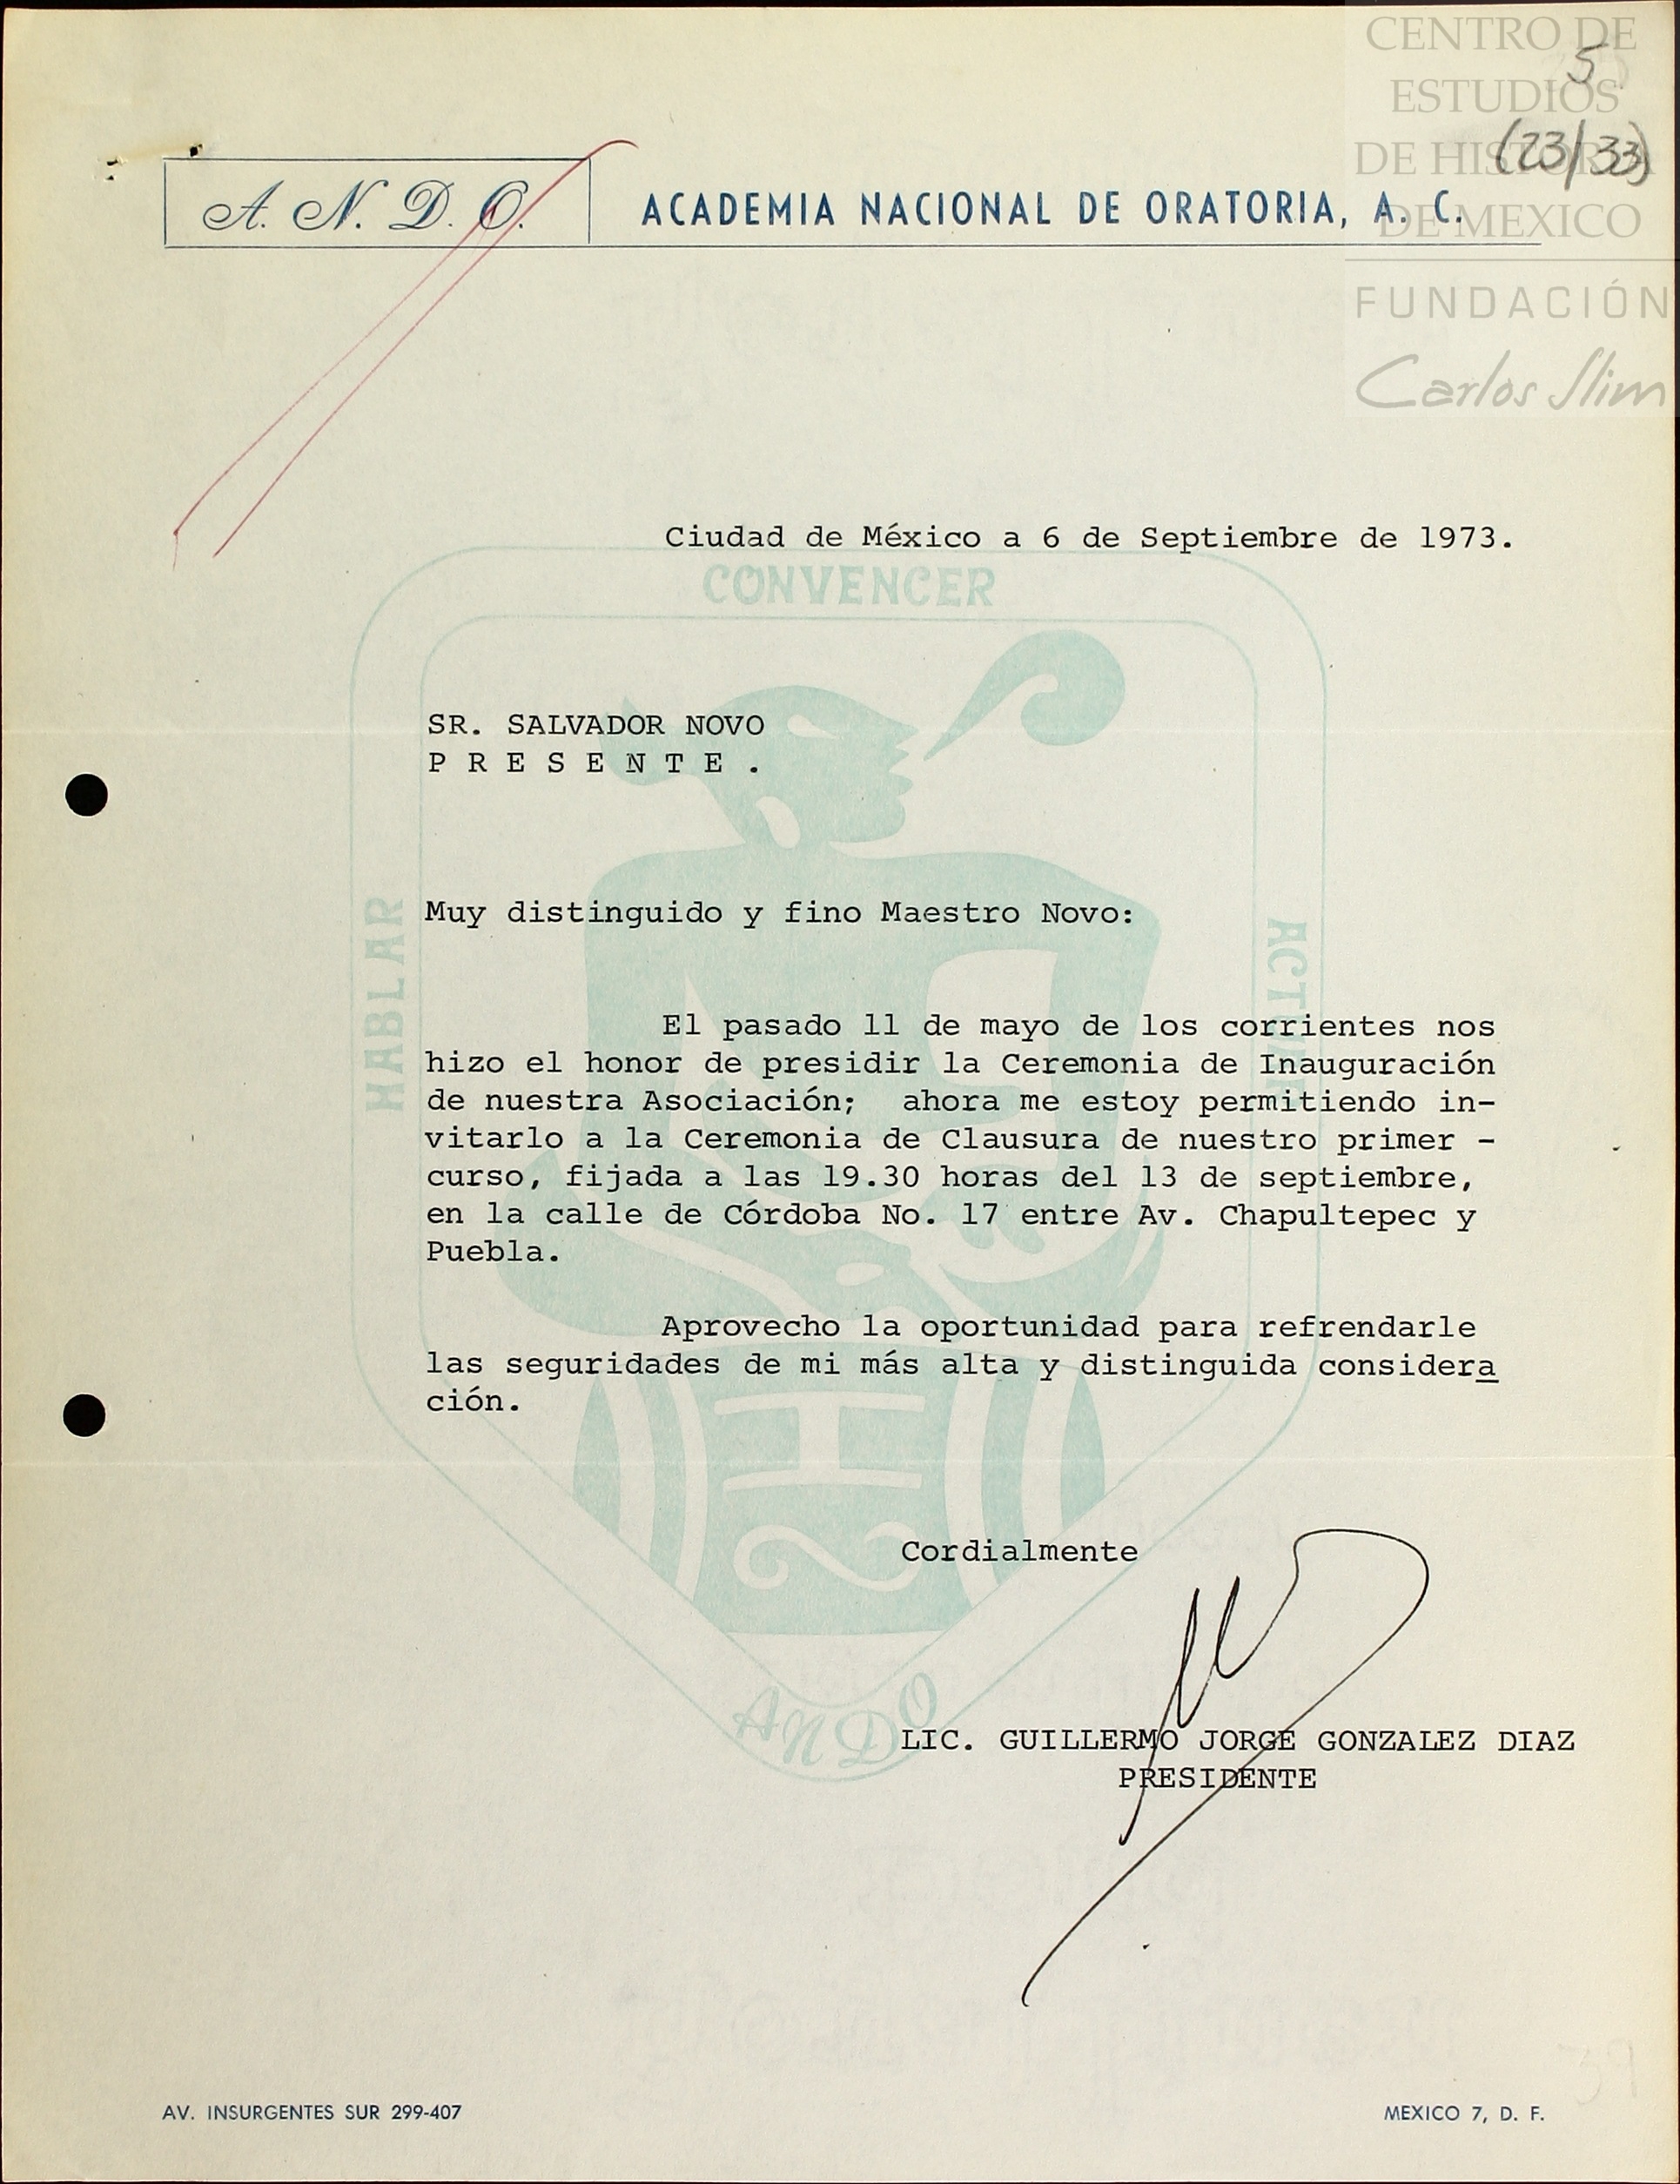 CENTRO DE
ESTUDIOS
DE HISTORIA
DE MEXICO
FUNDACIÓN
Carlos Slim
5
(23/33)
A. N. D. O.
ACADEMIA NACIONAL DE ORATORIA, A. C.
Ciudad de México a 6 de Septiembre de 1973.
CONVENCER
HABLAR
ACTUAR
SR. SALVADOR NOVO
P R E S E N T E .
Muy distinguido y fino Maestro Novo:
El pasado 11 de mayo de los corrientes nos
hizo el honor de presidir la Ceremonia de Inauguración
de nuestra Asociación; ahora me estoy permitiendo in-
vitarlo a la Ceremonia de Clausura de nuestro primer -
curso, fijada a las 19.30 horas del 13 de septiembre,
en la calle de Córdoba No. 17 entre Av. Chapultepec y
Puebla.
Aprovecho la oportunidad para refrendarle
las seguridades de mi más alta y distinguida considera
ción.
Cordialmente
ANDO
LIC. GUILLERMO JORGE GONZALEZ DIAZ
PRESIDENTE
AV. INSURGENTES SUR 299-407
MEXICO 7, D. F.